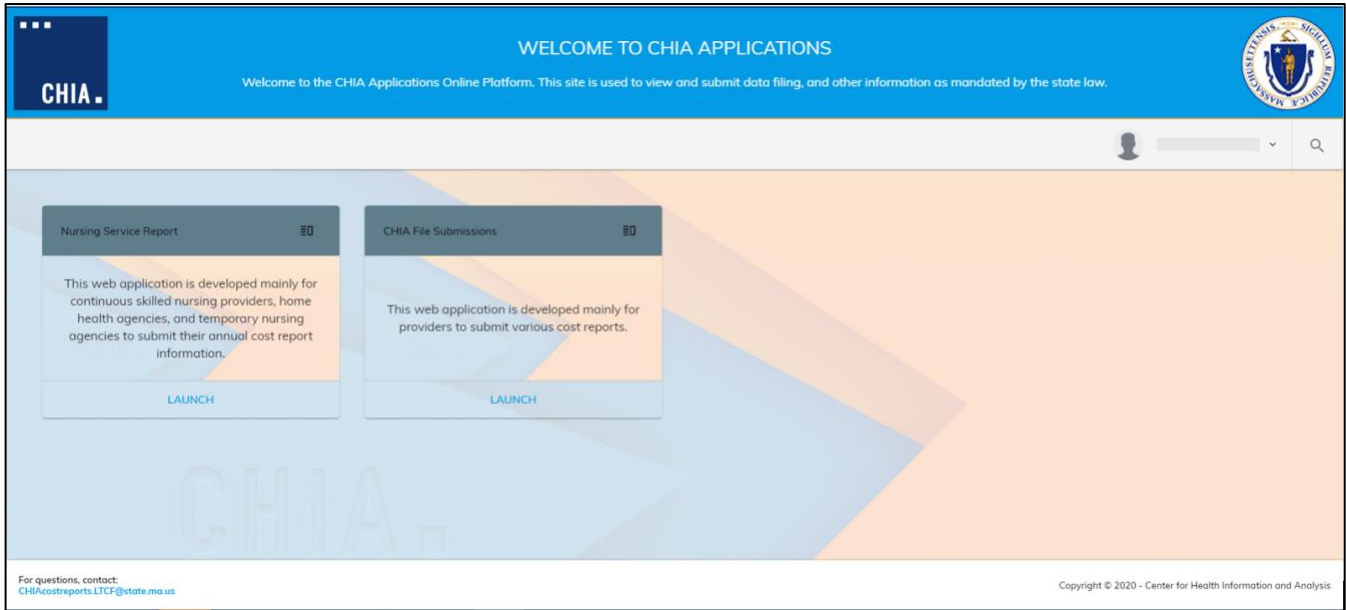 CHIA.
WELCOME TO CHIA APPLICATIONS
Welcome to the CHIA Applications Online Platform. This site is used to view and submit data filing, and other information as mandated by the state law.
SIGILLUM REIPUBLICÆ MASSACHUSETTENSIS
Nursing Service Report
This web application is developed mainly for
continuous skilled nursing providers, home
health agencies, and temporary nursing
agencies to submit their annual cost report
information.
LAUNCH
CHIA File Submissions
This web application is developed mainly for
providers to submit various cost reports.
LAUNCH
CHIA.
For questions, contact:
CHIAcostreports.LTCF@state.ma.us
Copyright © 2020 - Center for Health Information and Analysis